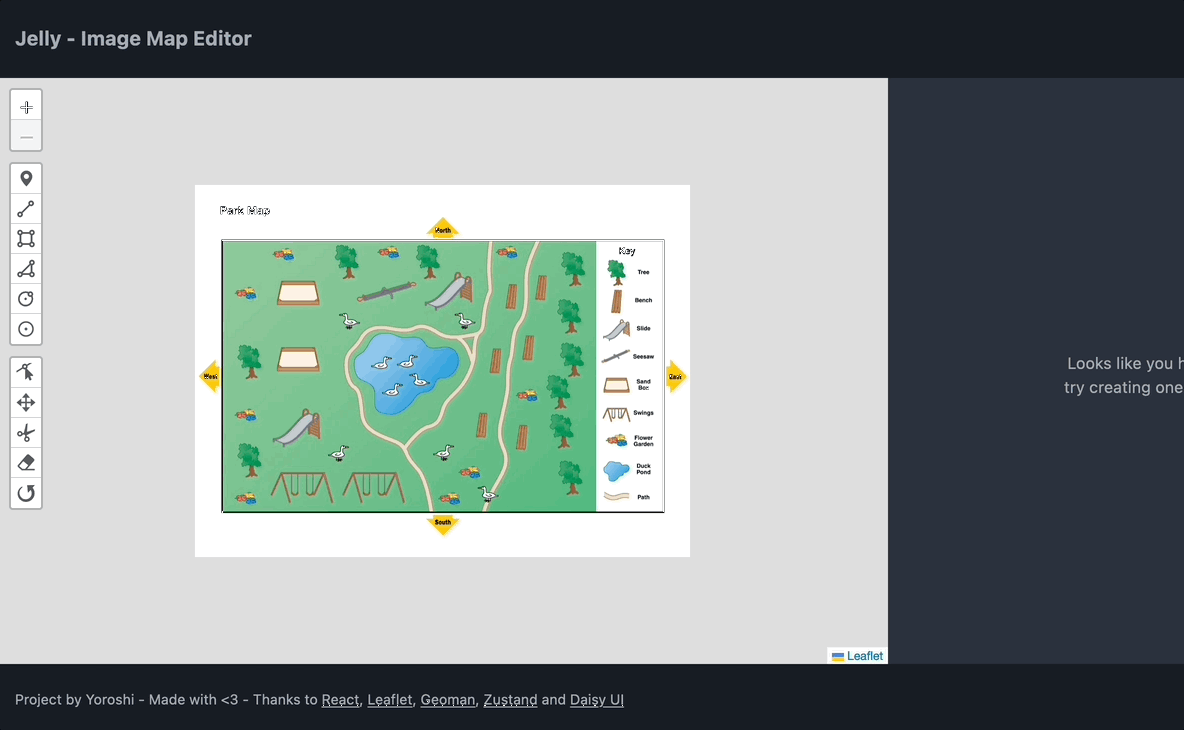 Jelly - Image Map Editor
Park Map
North
Key
Tree
Bench
Slide
Seesaw
Sand
Box
Swings
Flower
Garden
Duck
Pond
Path
West
East
South
Looks like you h
try creating one
Leaflet
Project by Yoroshi - Made with <3 - Thanks to React, Leaflet, Geoman, Zustand and Daisy UI